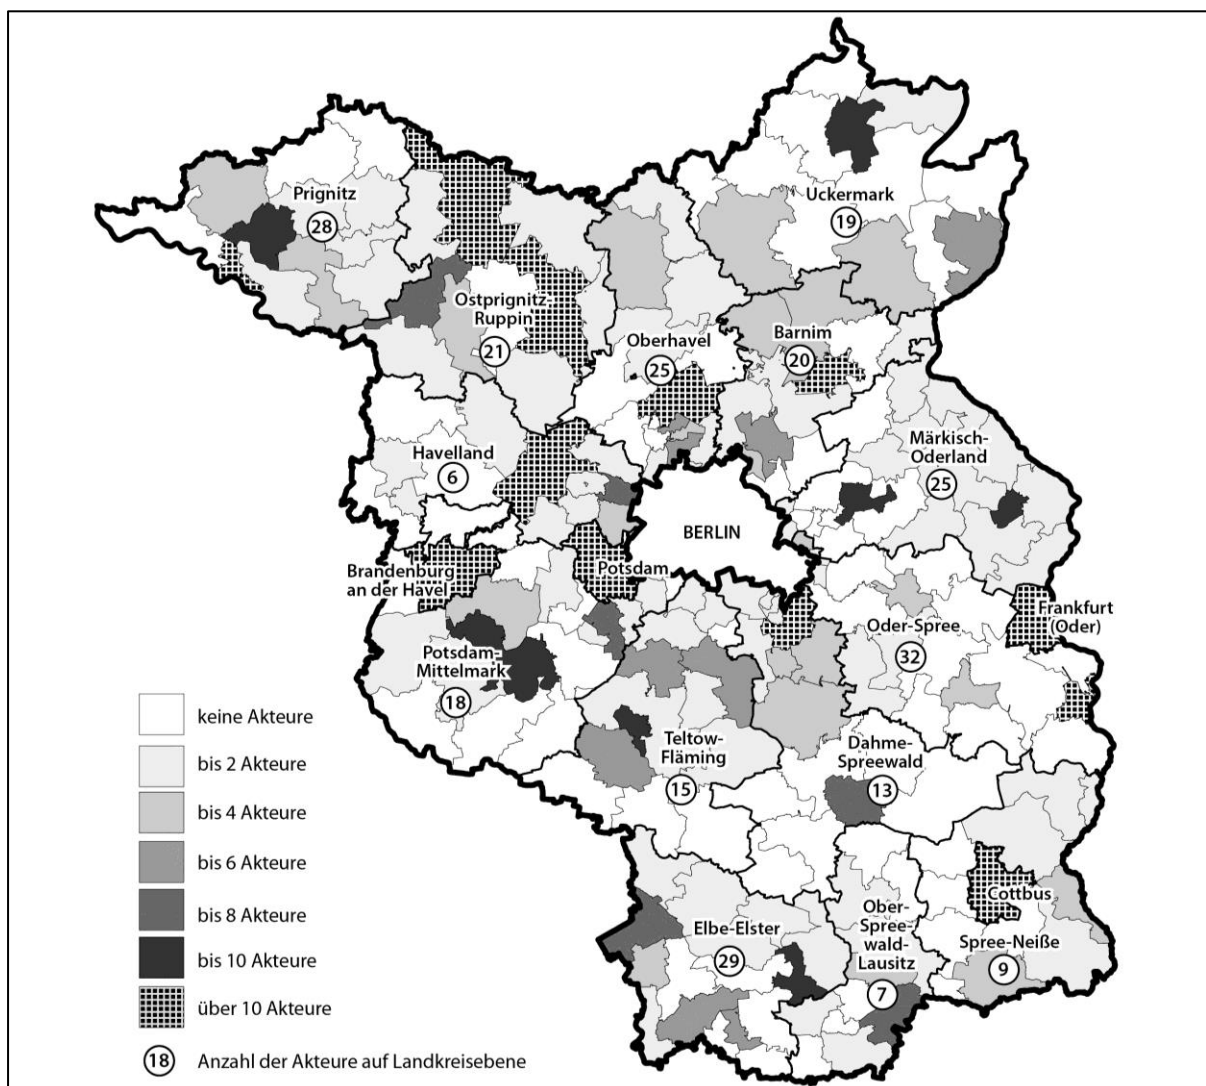 Prignitz
28
Uckermark
19
Ostprignitz-
Ruppin
21
Oberhavel
25
Barnim
20
Havelland
6
Märkisch-
Oderland
25
BERLIN
Brandenburg
an der Havel
Potsdam
Frankfurt
(Oder)
Oder-Spree
32
Potsdam-
Mittelmark
18
Teltow-
Fläming
15
Dahme-
Spreewald
13
Cottbus
Elbe-Elster
29
Ober-
Spree-
wald-
Lausitz
7
Spree-Neiße
9
keine Akteure
bis 2 Akteure
bis 4 Akteure
bis 6 Akteure
bis 8 Akteure
bis 10 Akteure
über 10 Akteure
18 Anzahl der Akteure auf Landkreisebene